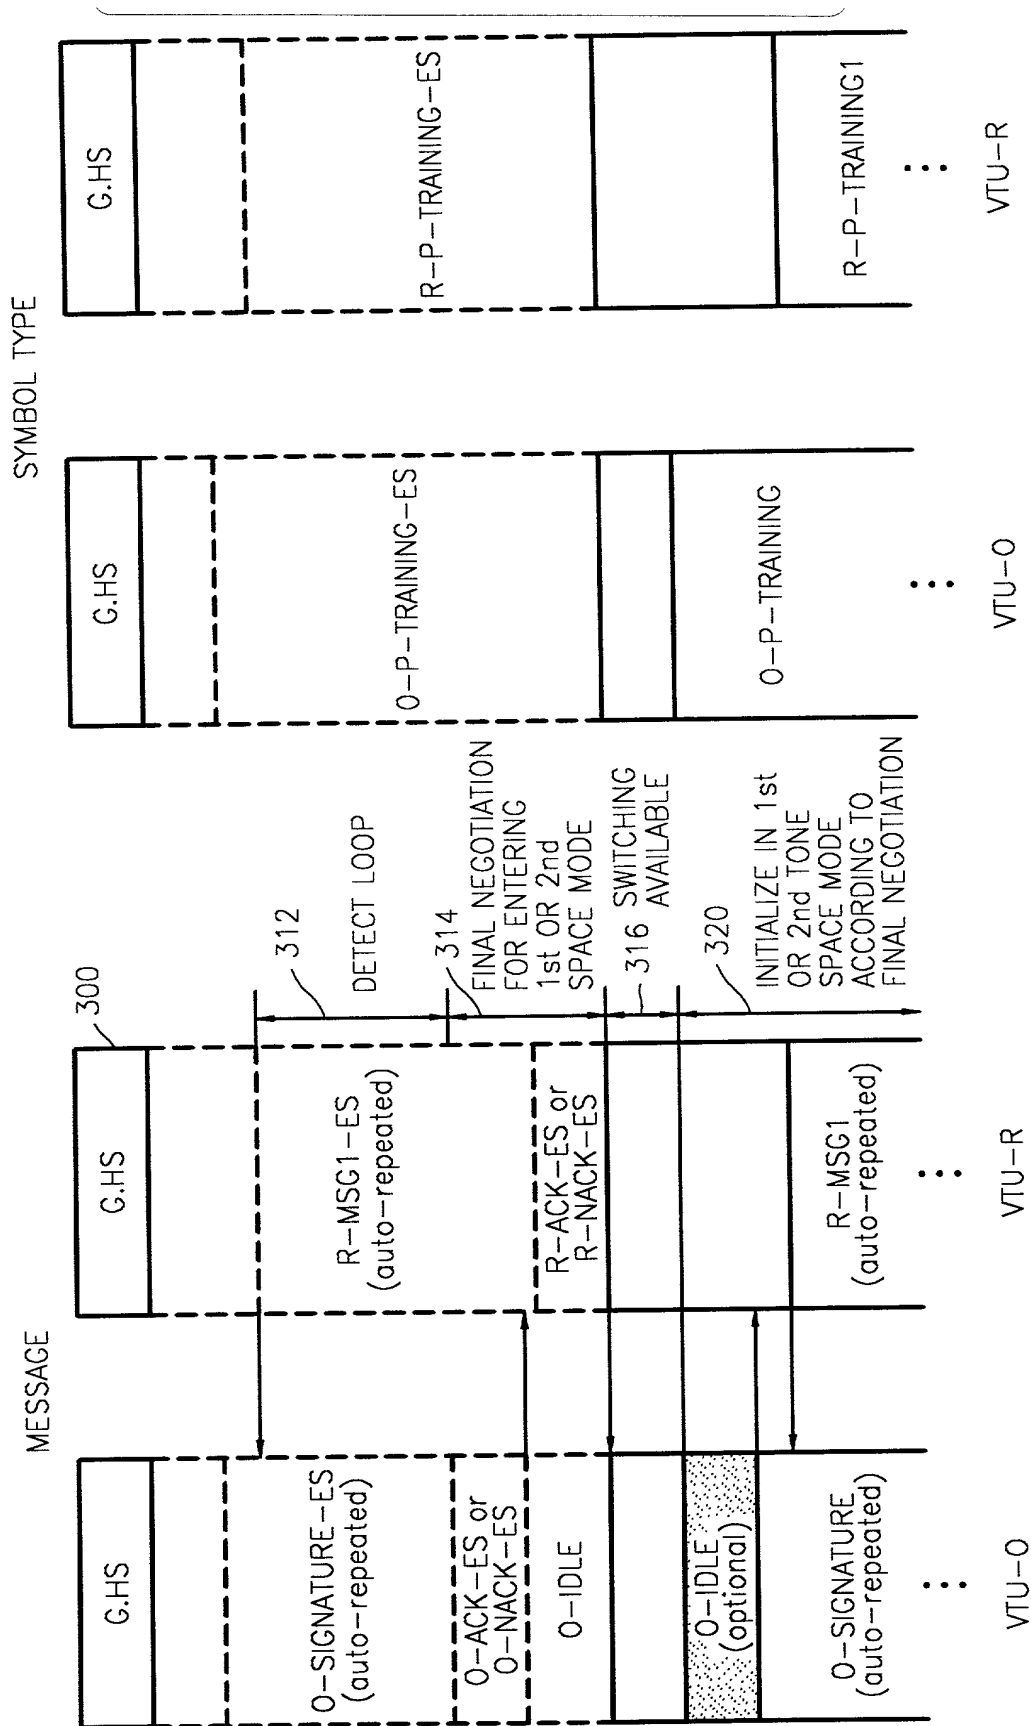 MESSAGE
SYMBOL TYPE
G.HS
O-SIGNATURE-ES
(auto-repeated)
O-ACK-ES or
O-NACK-ES
O-IDLE
O-IDLE
(optional)
O-SIGNATURE
(auto-repeated)
VTU-O
300
G.HS
R-MSG1-ES
(auto-repeated)
R-ACK-ES or
R-NACK-ES
R-MSG1
(auto-repeated)
VTU-R
312
DETECT LOOP
314
FINAL NEGOTIATION
FOR ENTERING
1st OR 2nd
SPACE MODE
316 SWITCHING
AVAILABLE
320
INITIALIZE IN 1st
OR 2nd TONE
SPACE MODE
ACCORDING TO
FINAL NEGOTIATION
G.HS
O-P-TRAINING-ES
O-P-TRAINING
VTU-O
G.HS
R-P-TRAINING-ES
R-P-TRAINING1
VTU-R